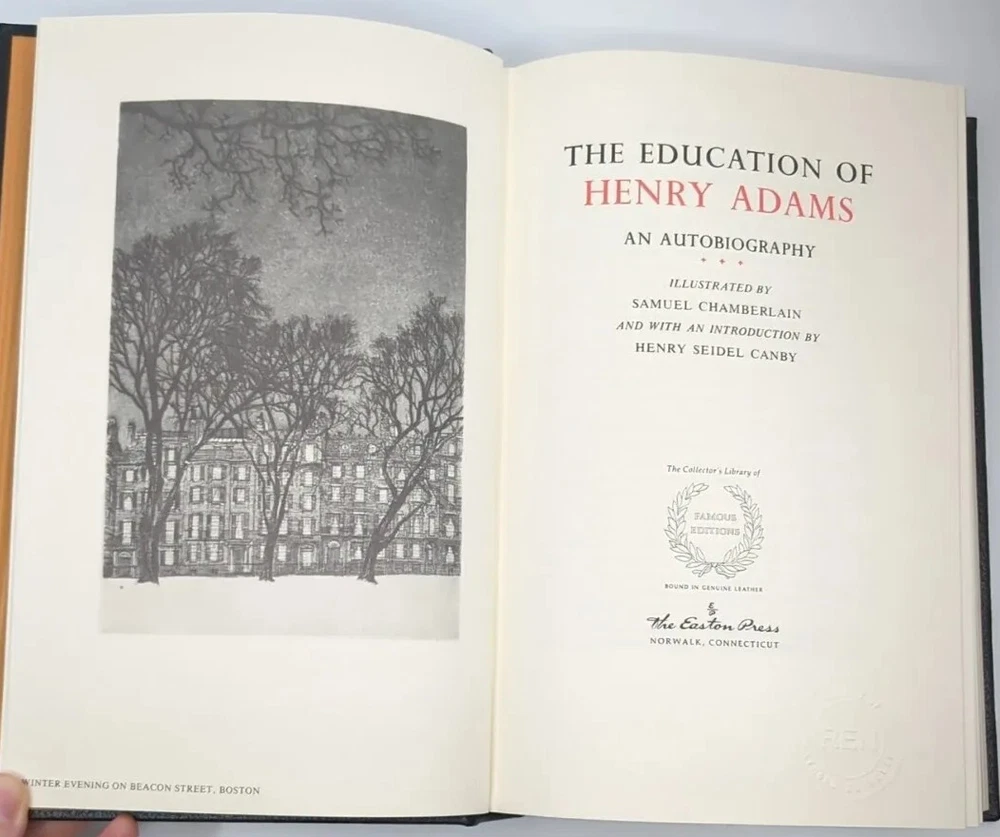 WINTER EVENING ON BEACON STREET, BOSTON
THE EDUCATION OF
HENRY ADAMS
AN AUTOBIOGRAPHY
ILLUSTRATED BY
SAMUEL CHAMBERLAIN
AND WITH AN INTRODUCTION BY
HENRY SEIDEL CANBY
The Collector's Library of
FAMOUS
EDITIONS
BOUND IN GENUINE LEATHER
The Easton Press
NORWALK, CONNECTICUT